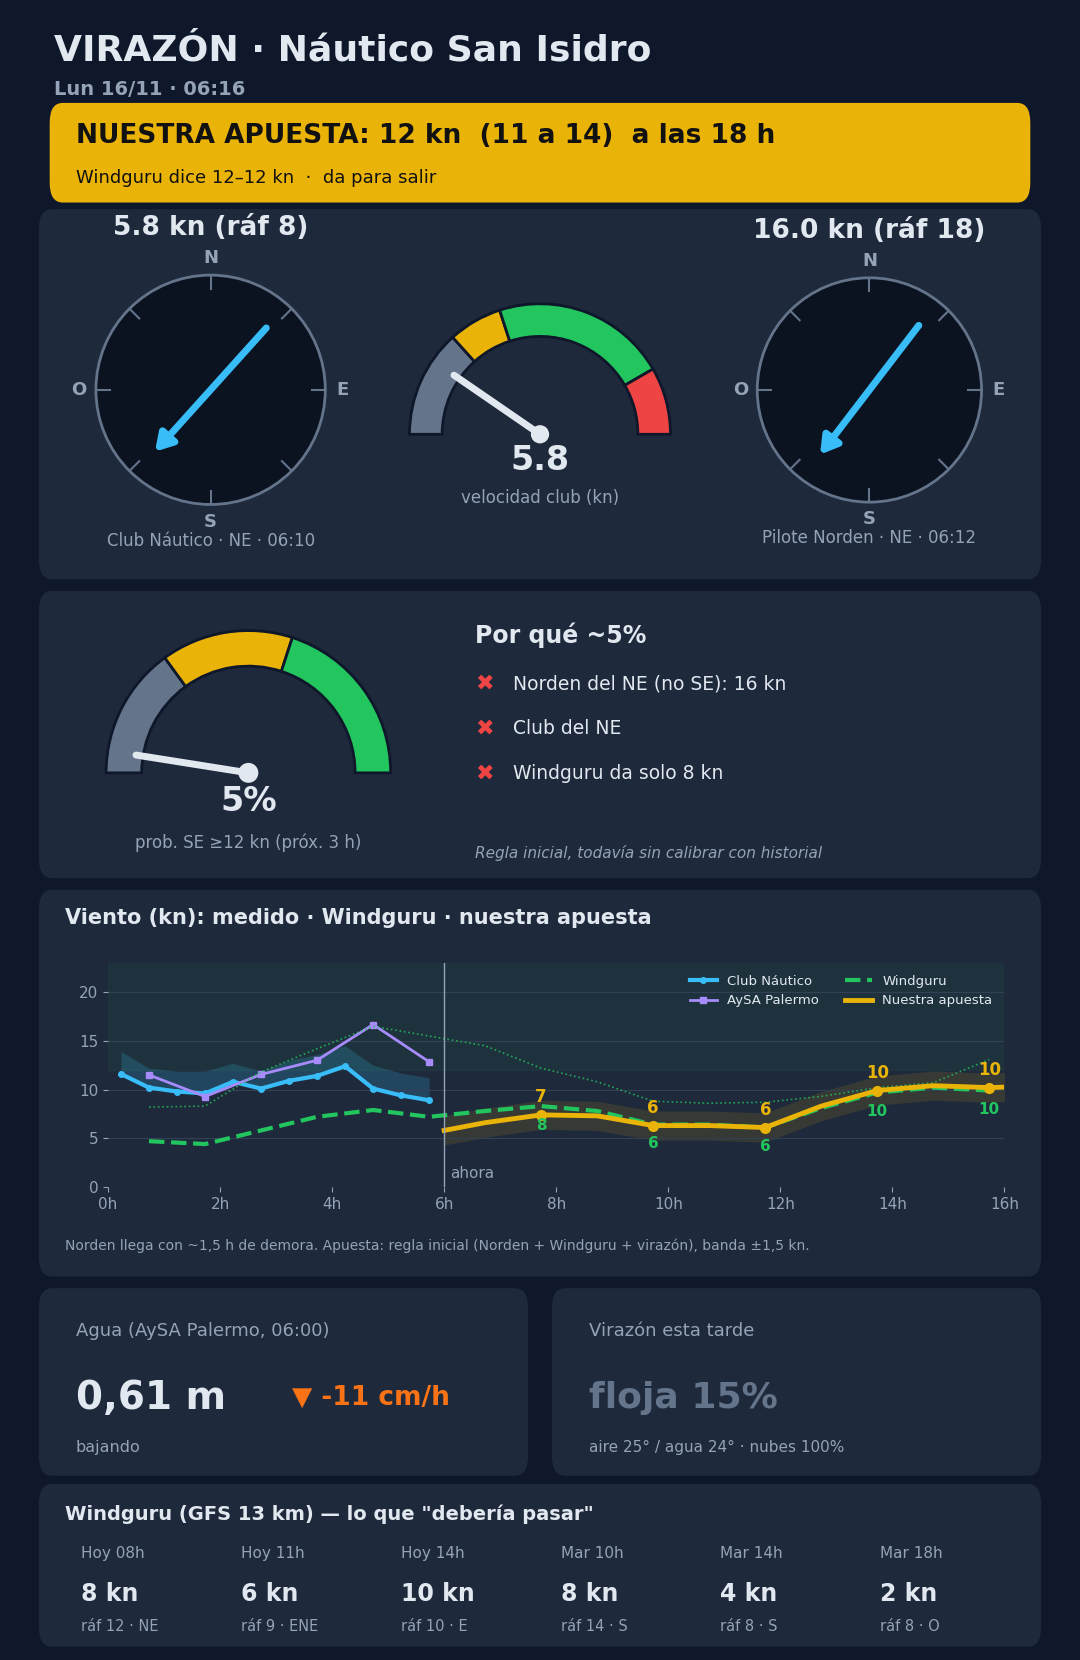 VIRAZÓN · Náutico San Isidro
Lun 16/11 · 06:16
NUESTRA APUESTA: 12 kn (11 a 14) a las 18 h
Windguru dice 12–12 kn · da para salir
5.8 kn (ráf 8)
N
O
E
S
Club Náutico · NE · 06:10
5.8
velocidad club (kn)
16.0 kn (ráf 18)
N
O
E
S
Pilote Norden · NE · 06:12
5%
prob. SE ≥12 kn (próx. 3 h)
Por qué ~5%
✖ Norden del NE (no SE): 16 kn
✖ Club del NE
✖ Windguru da solo 8 kn
Regla inicial, todavía sin calibrar con historial
Viento (kn): medido · Windguru · nuestra apuesta
Club Náutico
AySA Palermo
Windguru
Nuestra apuesta
20
15
10
5
0
7
8
6
6
6
6
10
10
10
10
ahora
0h 2h 4h 6h 8h 10h 12h 14h 16h
Norden llega con ~1,5 h de demora. Apuesta: regla inicial (Norden + Windguru + virazón), banda ±1,5 kn.
Agua (AySA Palermo, 06:00)
0,61 m ▼ -11 cm/h
bajando
Virazón esta tarde
floja 15%
aire 25° / agua 24° · nubes 100%
Windguru (GFS 13 km) — lo que "debería pasar"
Hoy 08h Hoy 11h Hoy 14h Mar 10h Mar 14h Mar 18h
8 kn 6 kn 10 kn 8 kn 4 kn 2 kn
ráf 12 · NE ráf 9 · ENE ráf 10 · E ráf 14 · S ráf 8 · S ráf 8 · O